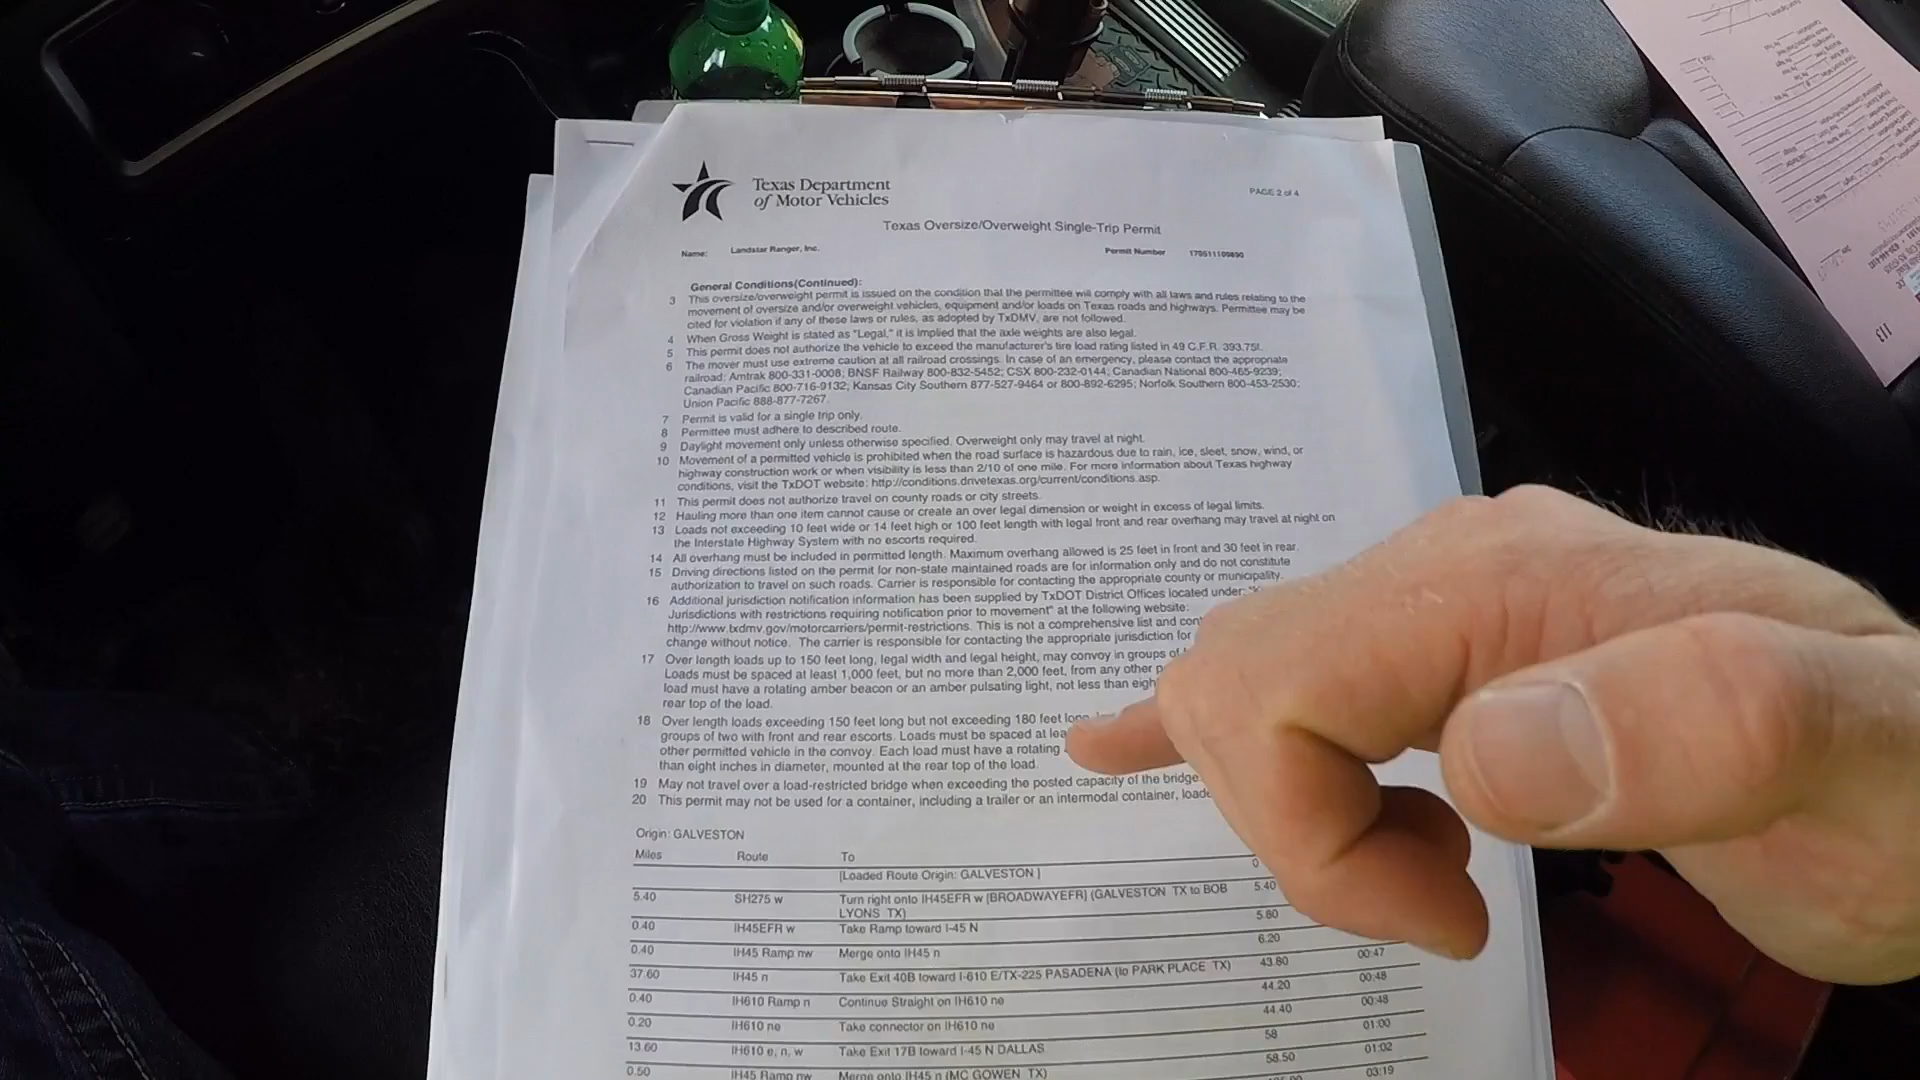 Texas Department
of Motor Vehicles
PAGE 2 of 4
Texas Oversize/Overweight Single-Trip Permit
Name: Landstar Ranger, Inc. Permit Number 170511109890
General Conditions(Continued):
3 This oversize/overweight permit is issued on the condition that the permittee will comply with all laws and rules relating to the
movement of oversize and/or overweight vehicles, equipment and/or loads on Texas roads and highways. Permittee may be
cited for violation if any of these laws or rules, as adopted by TxDMV, are not followed.
4 When Gross Weight is stated as "Legal," it is implied that the axle weights are also legal.
5 This permit does not authorize the vehicle to exceed the manufacturer's tire load rating listed in 49 C.F.R. 393.75f.
6 The mover must use extreme caution at all railroad crossings. In case of an emergency, please contact the appropriate
railroad: Amtrak 800-331-0008; BNSF Railway 800-832-5452; CSX 800-232-0144; Canadian National 800-465-9239;
Canadian Pacific 800-716-9132; Kansas City Southern 877-527-9464 or 800-892-6295; Norfolk Southern 800-453-2530;
Union Pacific 888-877-7267.
7 Permit is valid for a single trip only.
8 Permittee must adhere to described route.
9 Daylight movement only unless otherwise specified. Overweight only may travel at night.
10 Movement of a permitted vehicle is prohibited when the road surface is hazardous due to rain, ice, sleet, snow, wind, or
highway construction work or when visibility is less than 2/10 of one mile. For more information about Texas highway
conditions, visit the TxDOT website: http://conditions.drivetexas.org/current/conditions.asp.
11 This permit does not authorize travel on county roads or city streets.
12 Hauling more than one item cannot cause or create an over legal dimension or weight in excess of legal limits.
13 Loads not exceeding 10 feet wide or 14 feet high or 100 feet length with legal front and rear overhang may travel at night on
the Interstate Highway System with no escorts required.
14 All overhang must be included in permitted length. Maximum overhang allowed is 25 feet in front and 30 feet in rear.
15 Driving directions listed on the permit for non-state maintained roads are for information only and do not constitute
authorization to travel on such roads. Carrier is responsible for contacting the appropriate county or municipality.
16 Additional jurisdiction notification information has been supplied by TxDOT District Offices located under:
Jurisdictions with restrictions requiring notification prior to movement" at the following website:
http://www.txdmv.gov/motorcarriers/permit-restrictions. This is not a comprehensive list and
change without notice. The carrier is responsible for contacting the appropriate jurisdiction for
17 Over length loads up to 150 feet long, legal width and legal height, may convoy in groups of
Loads must be spaced at least 1,000 feet, but no more than 2,000 feet, from any other
load must have a rotating amber beacon or an amber pulsating light, not less than
rear top of the load.
18 Over length loads exceeding 150 feet long but not exceeding 180 feet long
groups of two with front and rear escorts. Loads must be spaced at
other permitted vehicle in the convoy. Each load must have a rotating
than eight inches in diameter, mounted at the rear top of the load.
19 May not travel over a load-restricted bridge when exceeding the posted capacity of the bridge
20 This permit may not be used for a container, including a trailer or an intermodal container,
Origin: GALVESTON
Miles Route To
[Loaded Route Origin: GALVESTON ] 0
5.40 SH275 w Turn right onto IH45EFR w [BROADWAYEFR] (GALVESTON TX to BOB 5.40
LYONS TX)
0.40 IH45EFR w Take Ramp toward I-45 N 5.80
0.40 IH45 Ramp nw Merge onto IH45 n 6.20
37.60 IH45 n Take Exit 40B toward I-610 E/TX-225 PASADENA (to PARK PLACE TX) 43.80 00:47
0.40 IH610 Ramp n Continue Straight on IH610 ne 44.20 00:48
0.20 IH610 ne Take connector on IH610 ne 44.40 00:48
13.60 IH610 e, n, w Take Exit 17B toward I-45 N DALLAS 58 01:00
0.50 IH45 Ramp nw Merge onto IH45 n (MC GOWEN TX) 58.50 01:02
03:19
113